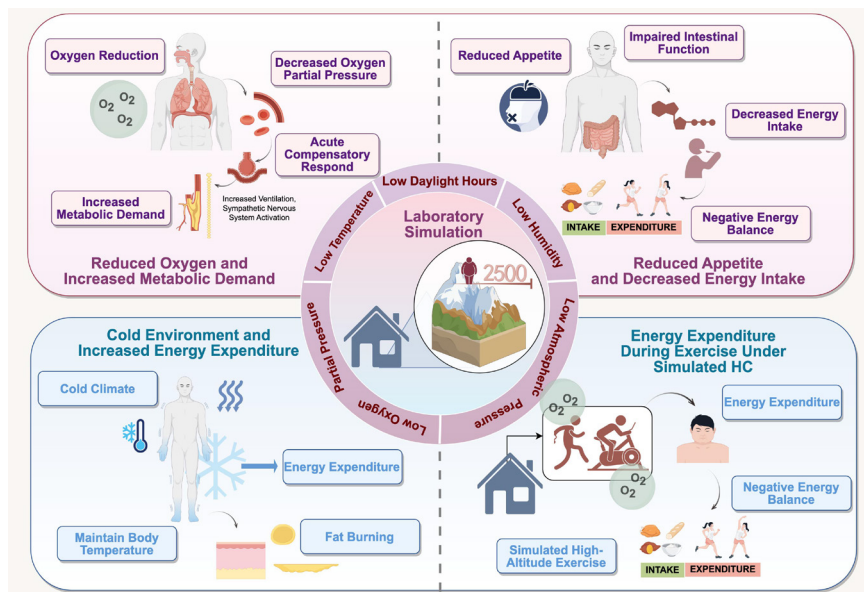 Oxygen Reduction
O2
O2
O2
Decreased Oxygen
Partial Pressure
Acute
Compensatory
Respond
Increased
Metabolic Demand
Increased Ventilation,
Sympathetic Nervous
System Activation
Reduced Oxygen and
Increased Metabolic Demand
Reduced Appetite
Impaired Intestinal
Function
Decreased Energy
Intake
INTAKE
EXPENDITURE
Negative Energy
Balance
Reduced Appetite
and Decreased Energy Intake
Low Daylight Hours
Low Humidity
Low Atmospheric
Pressure
Low Oxygen
Partial Pressure
Low Temperature
Laboratory
Simulation
2500
Cold Environment and
Increased Energy Expenditure
Cold Climate
Energy Expenditure
Maintain Body
Temperature
Fat Burning
Energy Expenditure
During Exercise Under
Simulated HC
O2
O2
Energy Expenditure
O2
O2
Negative Energy
Balance
Simulated High-
Altitude Exercise
INTAKE
EXPENDITURE